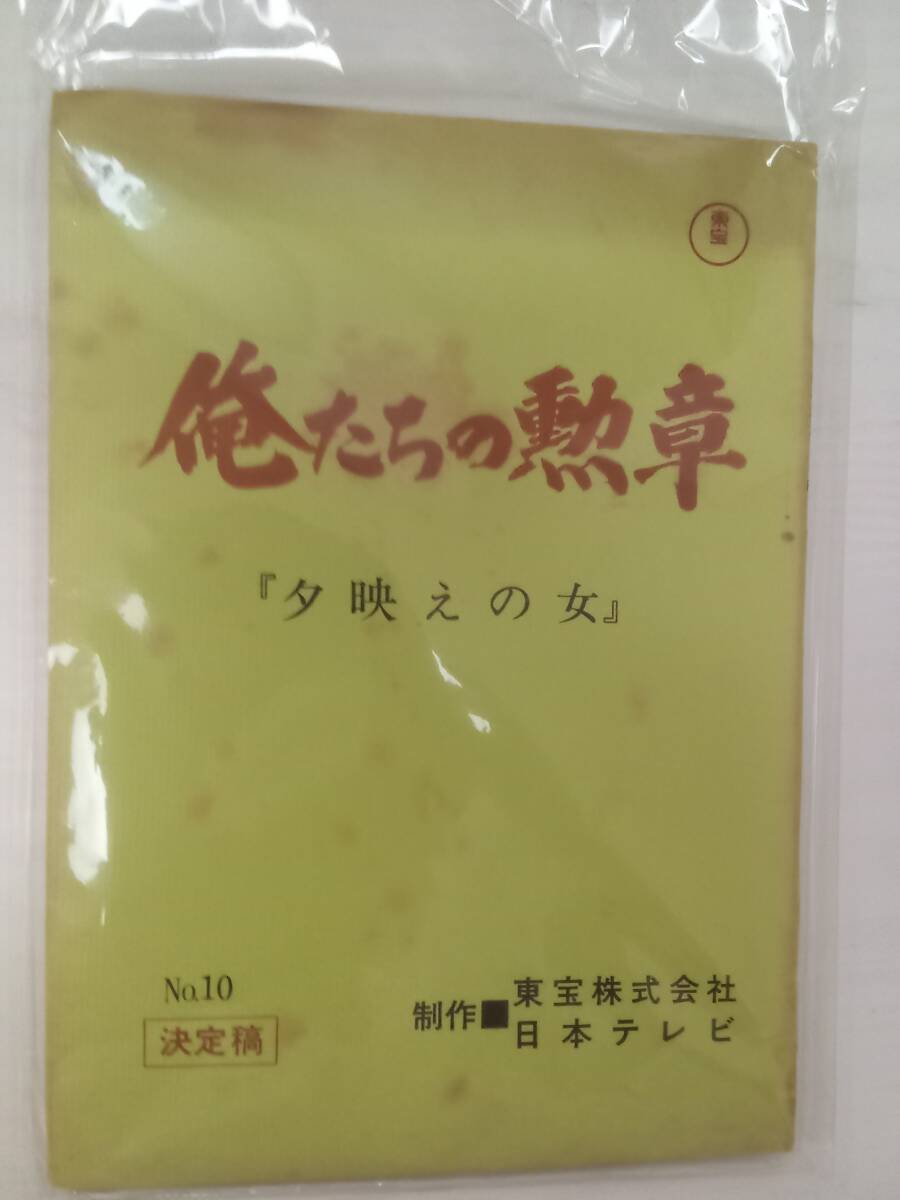 東宝
俺たちの勲章
『夕映えの女』
No.10
決定稿
制作■東宝株式会社
日本テレビ